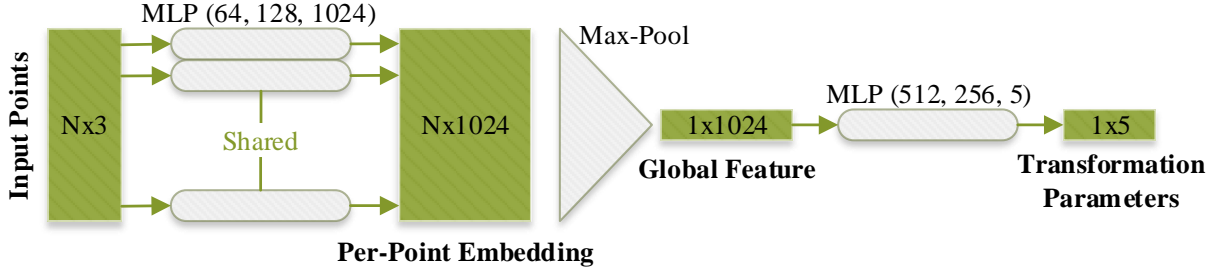 MLP (64, 128, 1024)
Input Points
Nx3
Shared
Nx1024
Per-Point Embedding
Max-Pool
1x1024
Global Feature
MLP (512, 256, 5)
1x5
Transformation
Parameters